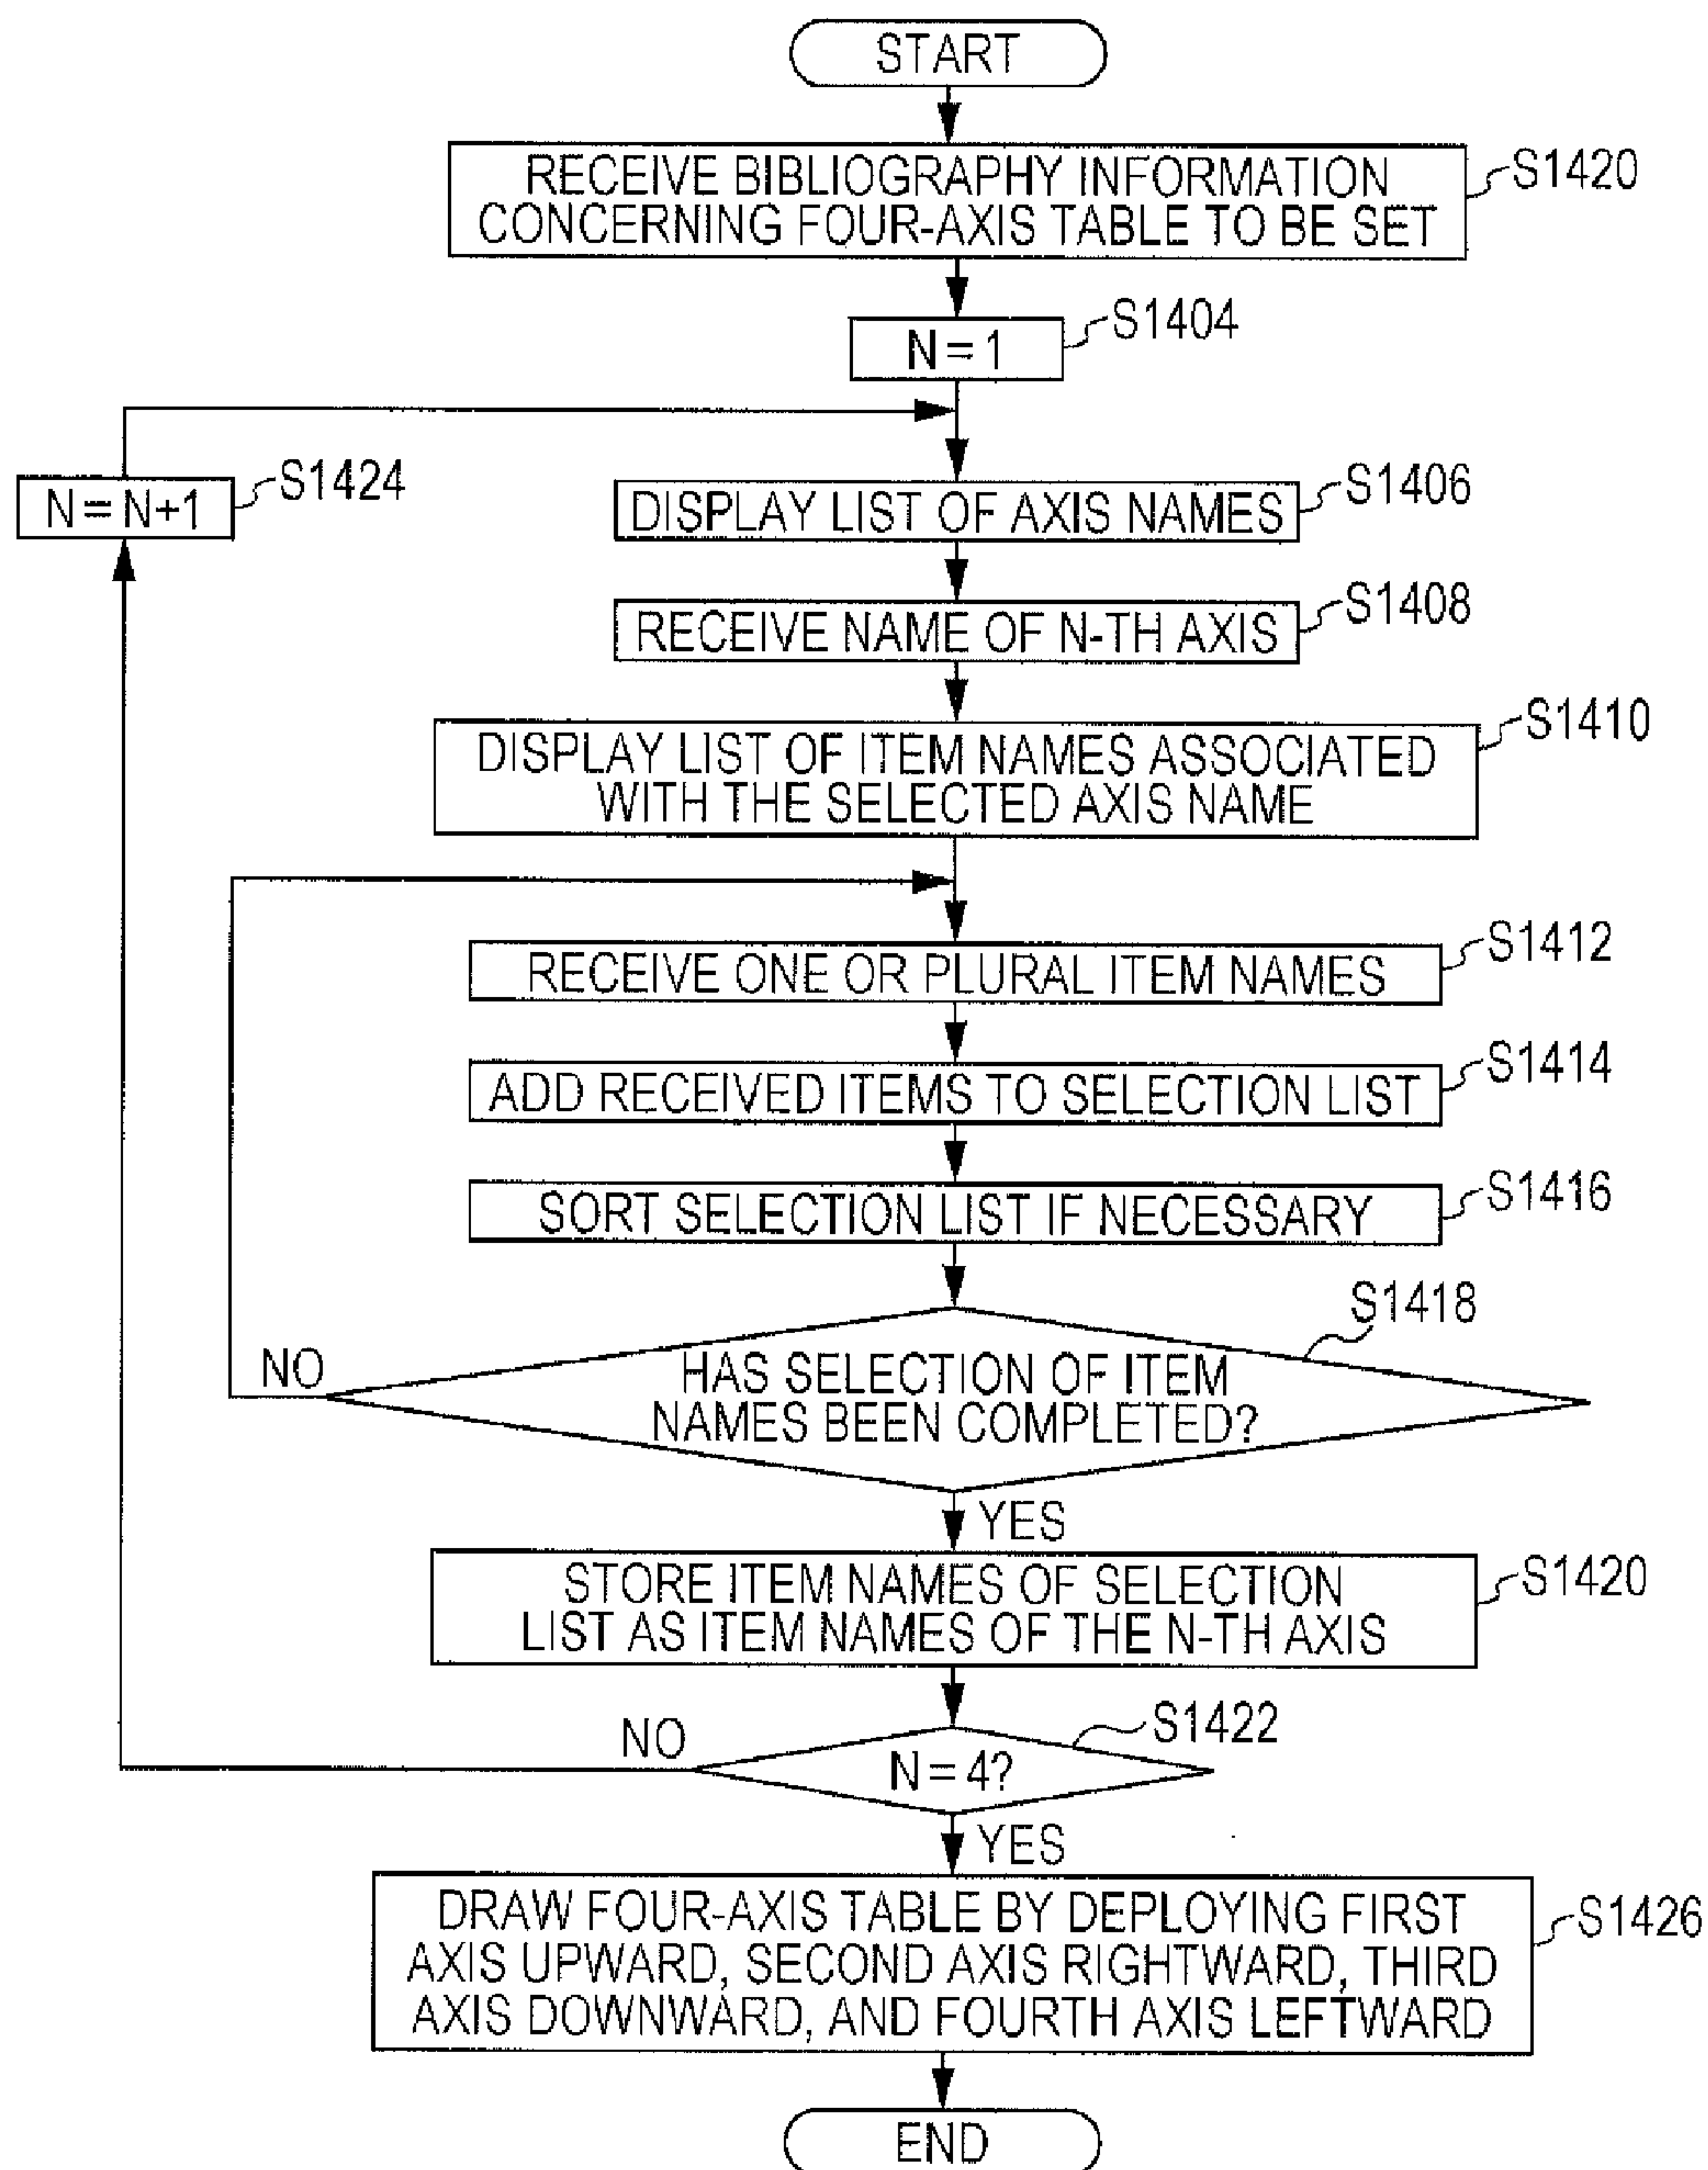 START
RECEIVE BIBLIOGRAPHY INFORMATION
CONCERNING FOUR-AXIS TABLE TO BE SET
S1420
N = 1
S1404
N = N+1
S1424
DISPLAY LIST OF AXIS NAMES
S1406
RECEIVE NAME OF N-TH AXIS
S1408
DISPLAY LIST OF ITEM NAMES ASSOCIATED
WITH THE SELECTED AXIS NAME
S1410
RECEIVE ONE OR PLURAL ITEM NAMES
S1412
ADD RECEIVED ITEMS TO SELECTION LIST
S1414
SORT SELECTION LIST IF NECESSARY
S1416
S1418
NO
HAS SELECTION OF ITEM
NAMES BEEN COMPLETED?
YES
STORE ITEM NAMES OF SELECTION
LIST AS ITEM NAMES OF THE N-TH AXIS
S1420
NO
S1422
N = 4?
YES
DRAW FOUR-AXIS TABLE BY DEPLOYING FIRST
AXIS UPWARD, SECOND AXIS RIGHTWARD, THIRD
AXIS DOWNWARD, AND FOURTH AXIS LEFTWARD
S1426
END